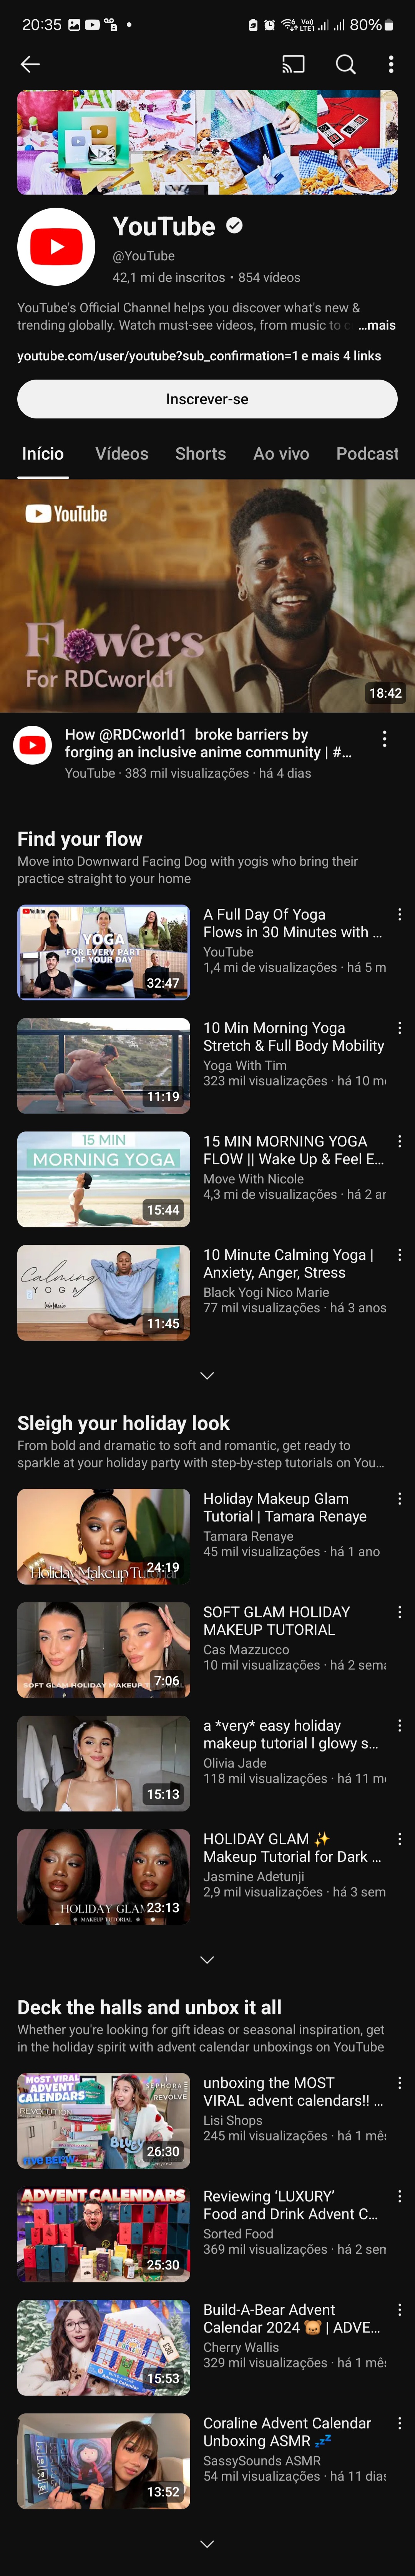 20:35
VoJ
LTE1
80%
YouTube
@YouTube
42,1 mi de inscritos • 854 vídeos
YouTube's Official Channel helps you discover what's new &
trending globally. Watch must-see videos, from music to c ...mais
youtube.com/user/youtube?sub_confirmation=1 e mais 4 links
Inscrever-se
Início Vídeos Shorts Ao vivo Podcast
YouTube
Flowers
For RDCworld1
18:42
How @RDCworld1 broke barriers by
forging an inclusive anime community | #...
YouTube · 383 mil visualizações · há 4 dias
Find your flow
Move into Downward Facing Dog with yogis who bring their
practice straight to your home
YouTube
YOGA
FOR EVERY PART
OF YOUR DAY
32:47
A Full Day Of Yoga
Flows in 30 Minutes with ...
YouTube
1,4 mi de visualizações · há 5 m
11:19
10 Min Morning Yoga
Stretch & Full Body Mobility
Yoga With Tim
323 mil visualizações · há 10 m
15 MIN
MORNING YOGA
15:44
15 MIN MORNING YOGA
FLOW || Wake Up & Feel E...
Move With Nicole
4,3 mi de visualizações · há 2 ar
Calming
YOGA
11:45
10 Minute Calming Yoga |
Anxiety, Anger, Stress
Black Yogi Nico Marie
77 mil visualizações · há 3 anos
Sleigh your holiday look
From bold and dramatic to soft and romantic, get ready to
sparkle at your holiday party with step-by-step tutorials on You...
Holiday Makeup Tutorial
24:19
Holiday Makeup Glam
Tutorial | Tamara Renaye
Tamara Renaye
45 mil visualizações · há 1 ano
SOFT GLAM HOLIDAY MAKEUP
7:06
SOFT GLAM HOLIDAY
MAKEUP TUTORIAL
Cas Mazzucco
10 mil visualizações · há 2 sema
15:13
a *very* easy holiday
makeup tutorial l glowy s...
Olivia Jade
118 mil visualizações · há 11 m
HOLIDAY GLAM
MAKEUP TUTORIAL
23:13
HOLIDAY GLAM ✨
Makeup Tutorial for Dark ...
Jasmine Adetunji
2,9 mil visualizações · há 3 sem
Deck the halls and unbox it all
Whether you're looking for gift ideas or seasonal inspiration, get
in the holiday spirit with advent calendar unboxings on YouTube
MOST VIRAL
ADVENT
CALENDARS!
SEPHORA
REVOLVE
REVOLUTION
BLUEY
FIVE BELOW
26:30
unboxing the MOST
VIRAL advent calendars!! ...
Lisi Shops
245 mil visualizações · há 1 mês
ADVENT CALENDARS
25:30
Reviewing ‘LUXURY’
Food and Drink Advent C...
Sorted Food
369 mil visualizações · há 2 sem
15:53
Build-A-Bear Advent
Calendar 2024 🐻 | ADVE...
Cherry Wallis
329 mil visualizações · há 1 mês
13:52
Coraline Advent Calendar
Unboxing ASMR 💤
SassySounds ASMR
54 mil visualizações · há 11 dias